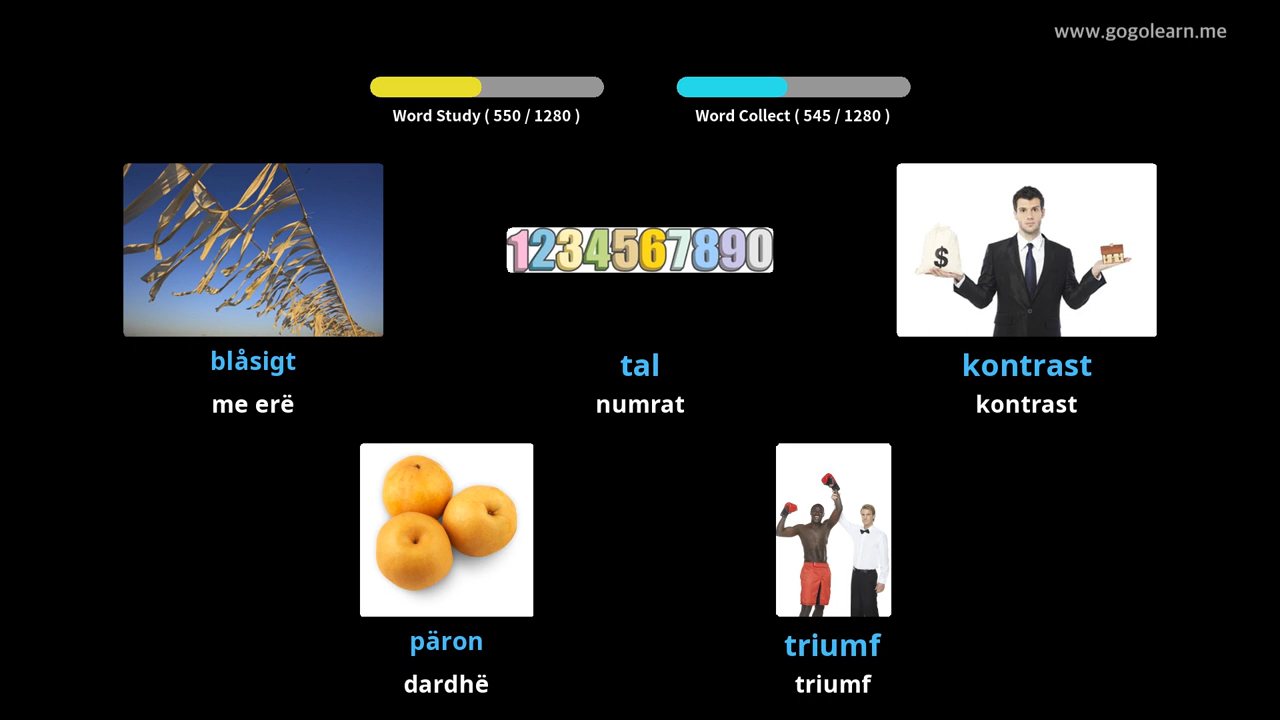 www.gogolearn.me
Word Study ( 550 / 1280 )
Word Collect ( 545 / 1280 )
1234567890
$
blåsigt
me erë
tal
numrat
kontrast
kontrast
päron
dardhë
triumf
triumf